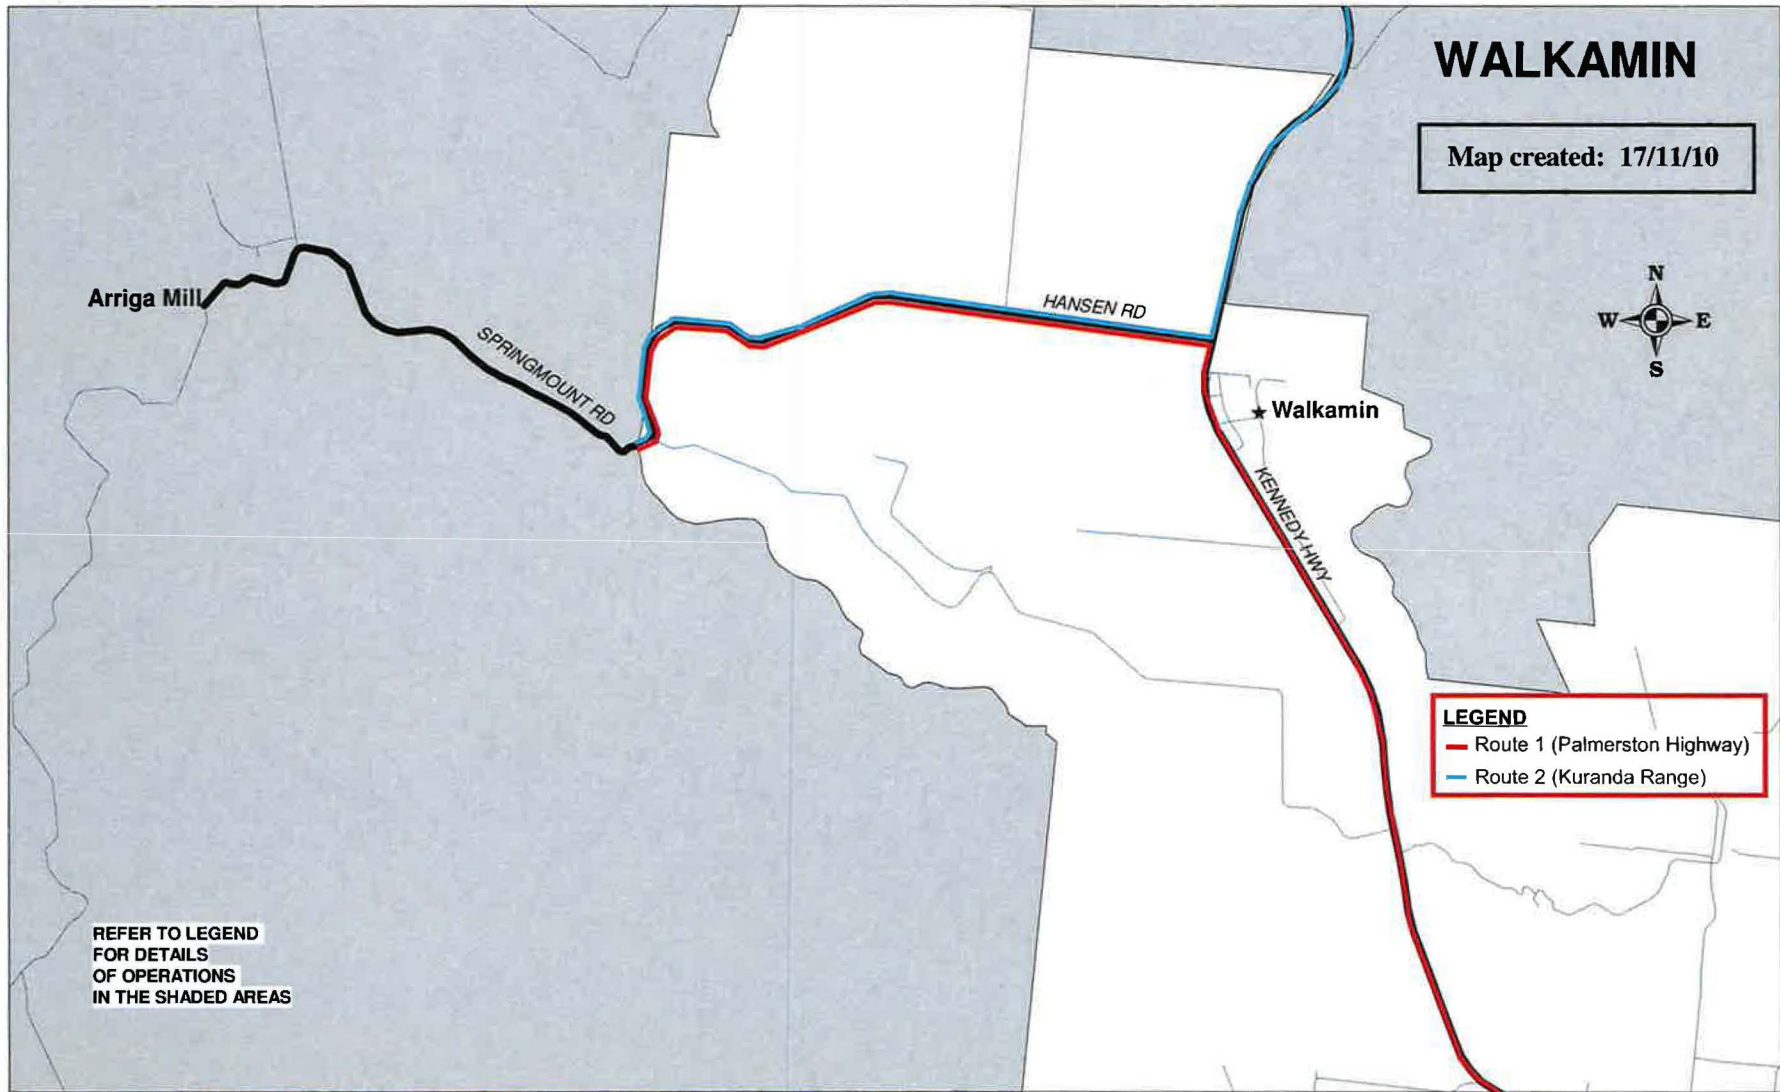 WALKAMIN
Map created: 17/11/10
N
W E
S
Arriga Mill
SPRINGMOUNT RD
HANSEN RD
Walkamin
KENNEDY HWY
LEGEND
Route 1 (Palmerston Highway)
Route 2 (Kuranda Range)
REFER TO LEGEND
FOR DETAILS
OF OPERATIONS
IN THE SHADED AREAS